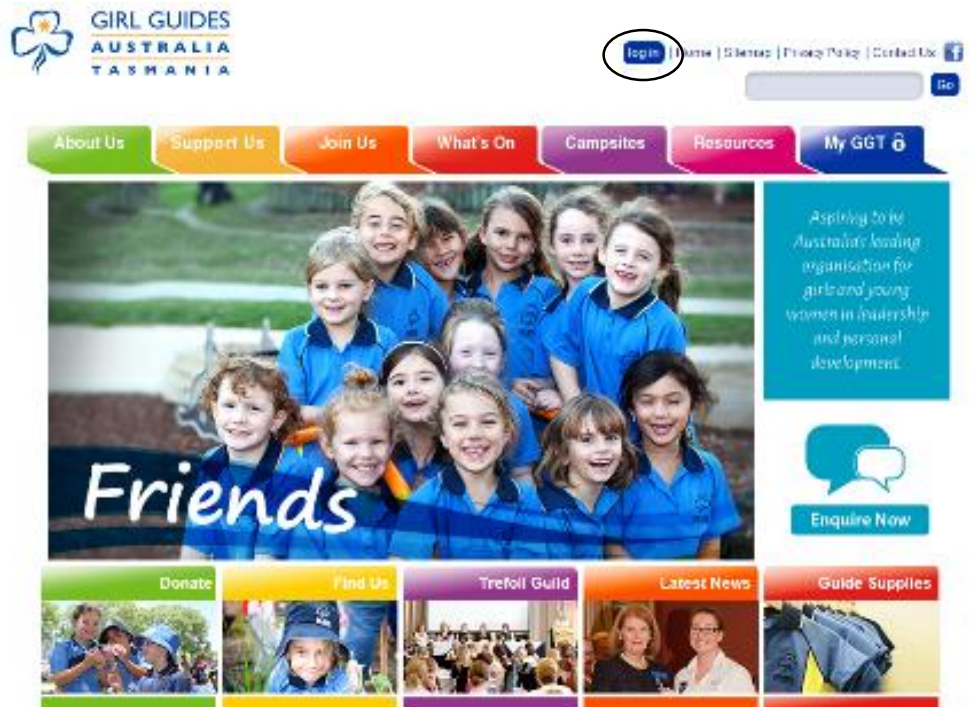 GIRL GUIDES
AUSTRALIA
TASMANIA
login | Home | Sitemap | Privacy Policy | Contact Us
Go
About Us
Support Us
Join Us
What's On
Campsites
Resources
My GGT
Aspiring to be
Australia's leading
organisation for
girls and young
women in leadership
and personal
development.
Friends
Enquire Now
Donate
Find Us
Trefoil Guild
Latest News
Guide Supplies